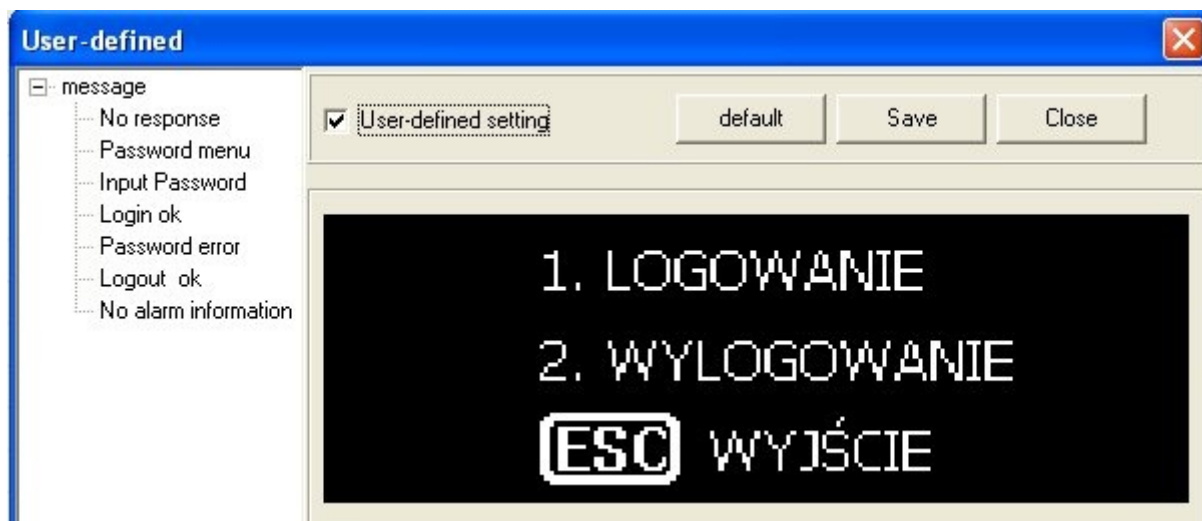 User-defined
message
No response
Password menu
Input Password
Login ok
Password error
Logout ok
No alarm information
User-defined setting
default
Save
Close
1. LOGOWANIE
2. WYLOGOWANIE
ESC WYJŚCIE